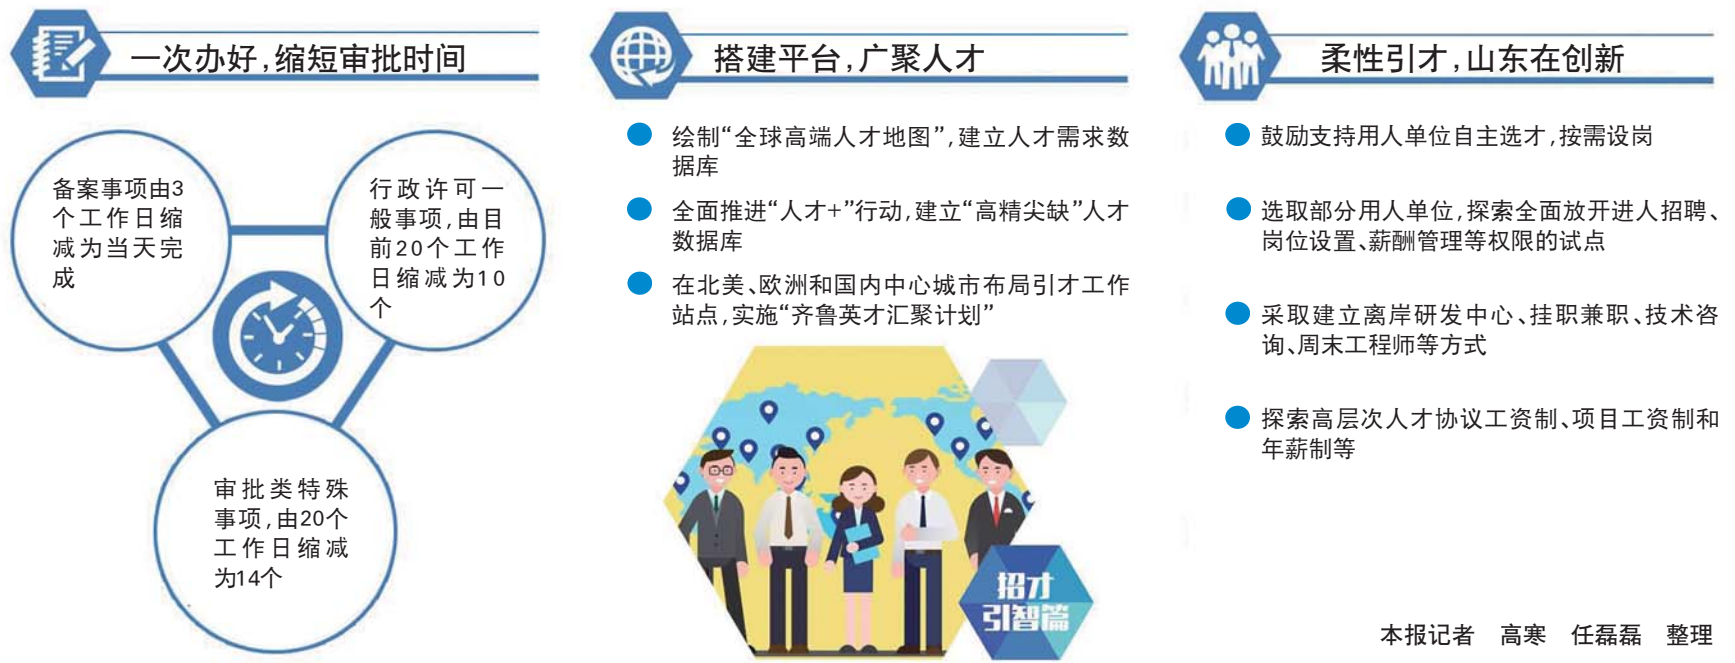 一次办好,缩短审批时间
备案事项由3
个工作日缩
减为当天完
成
行政许可一
般事项,由目
前20个工作
日缩减为10
个
审批类特殊
事项,由20个
工作日缩减
为14个
搭建平台,广聚人才
绘制“全球高端人才地图”,建立人才需求数
据库
全面推进“人才+”行动,建立“高精尖缺”人才
数据库
在北美、欧洲和国内中心城市布局引才工作
站点,实施“齐鲁英才汇聚计划”
招才
引智篇
柔性引才,山东在创新
鼓励支持用人单位自主选才,按需设岗
选取部分用人单位,探索全面放开进人招聘、
岗位设置、薪酬管理等权限的试点
采取建立离岸研发中心、挂职兼职、技术咨
询、周末工程师等方式
探索高层次人才协议工资制、项目工资制和
年薪制等
本报记者 高寒 任磊磊 整理